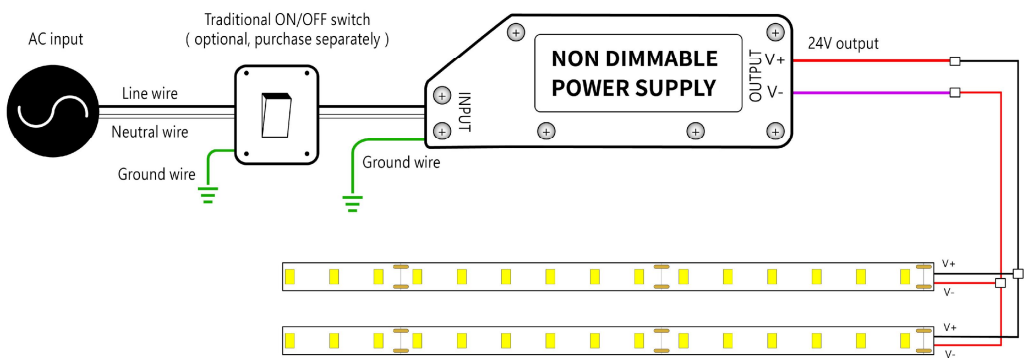 AC input
Traditional ON/OFF switch
( optional, purchase separately )
Line wire
Neutral wire
Ground wire
Ground wire
INPUT
NON DIMMABLE
POWER SUPPLY
OUTPUT
V+
V-
24V output
V+
V-
V+
V-